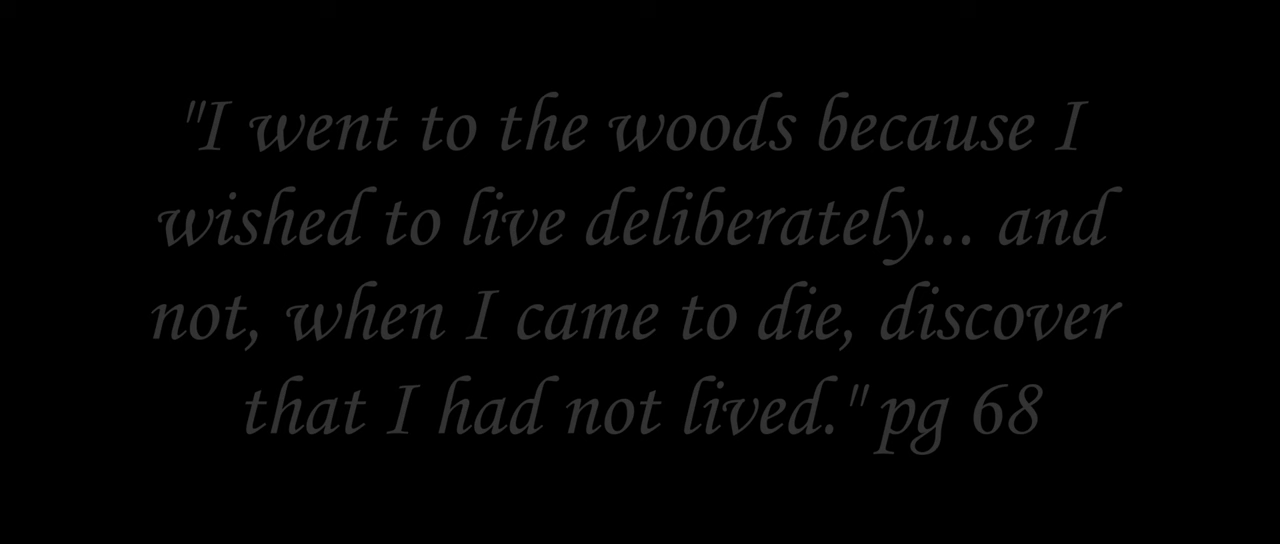 "I went to the woods because I
wished to live deliberately... and
not, when I came to die, discover
that I had not lived." pg 68